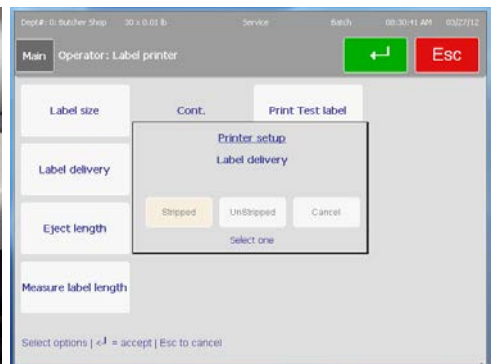 Dept#: 0: Butcher Shop 30 x 0.01 lb Service Batch 08:30:41 AM 03/27/12
Main Operator: Label printer Esc
Label size Cont. Print Test label
Printer setup
Label delivery
Label delivery
Stripped UnStripped Cancel
Eject length
Select one
Measure label length
Select options | ↵ = accept | Esc to cancel